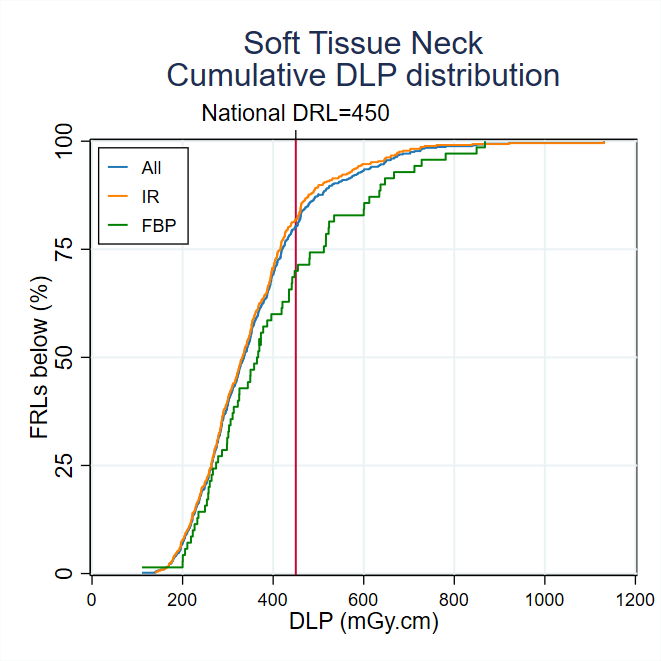 Soft Tissue Neck
Cumulative DLP distribution
National DRL=450
All
IR
FBP
100
75
50
25
0
FRLs below (%)
0 200 400 600 800 1000 1200
DLP (mGy.cm)